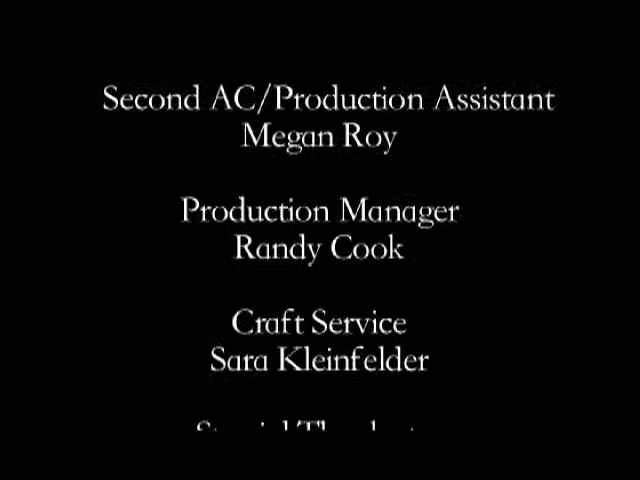 Second AC/Production Assistant
Megan Roy
Production Manager
Randy Cook
Craft Service
Sara Kleinfelder